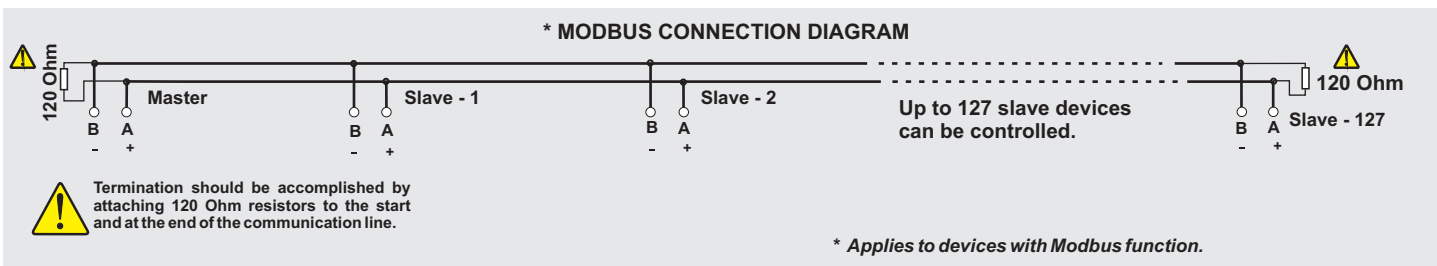 * MODBUS CONNECTION DIAGRAM
120 Ohm
120 Ohm
Master
Slave - 1
Slave - 2
Up to 127 slave devices
can be controlled.
Slave - 127
B A
- +
B A
- +
B A
- +
B A
- +
Termination should be accomplished by
attaching 120 Ohm resistors to the start
and at the end of the communication line.
* Applies to devices with Modbus function.